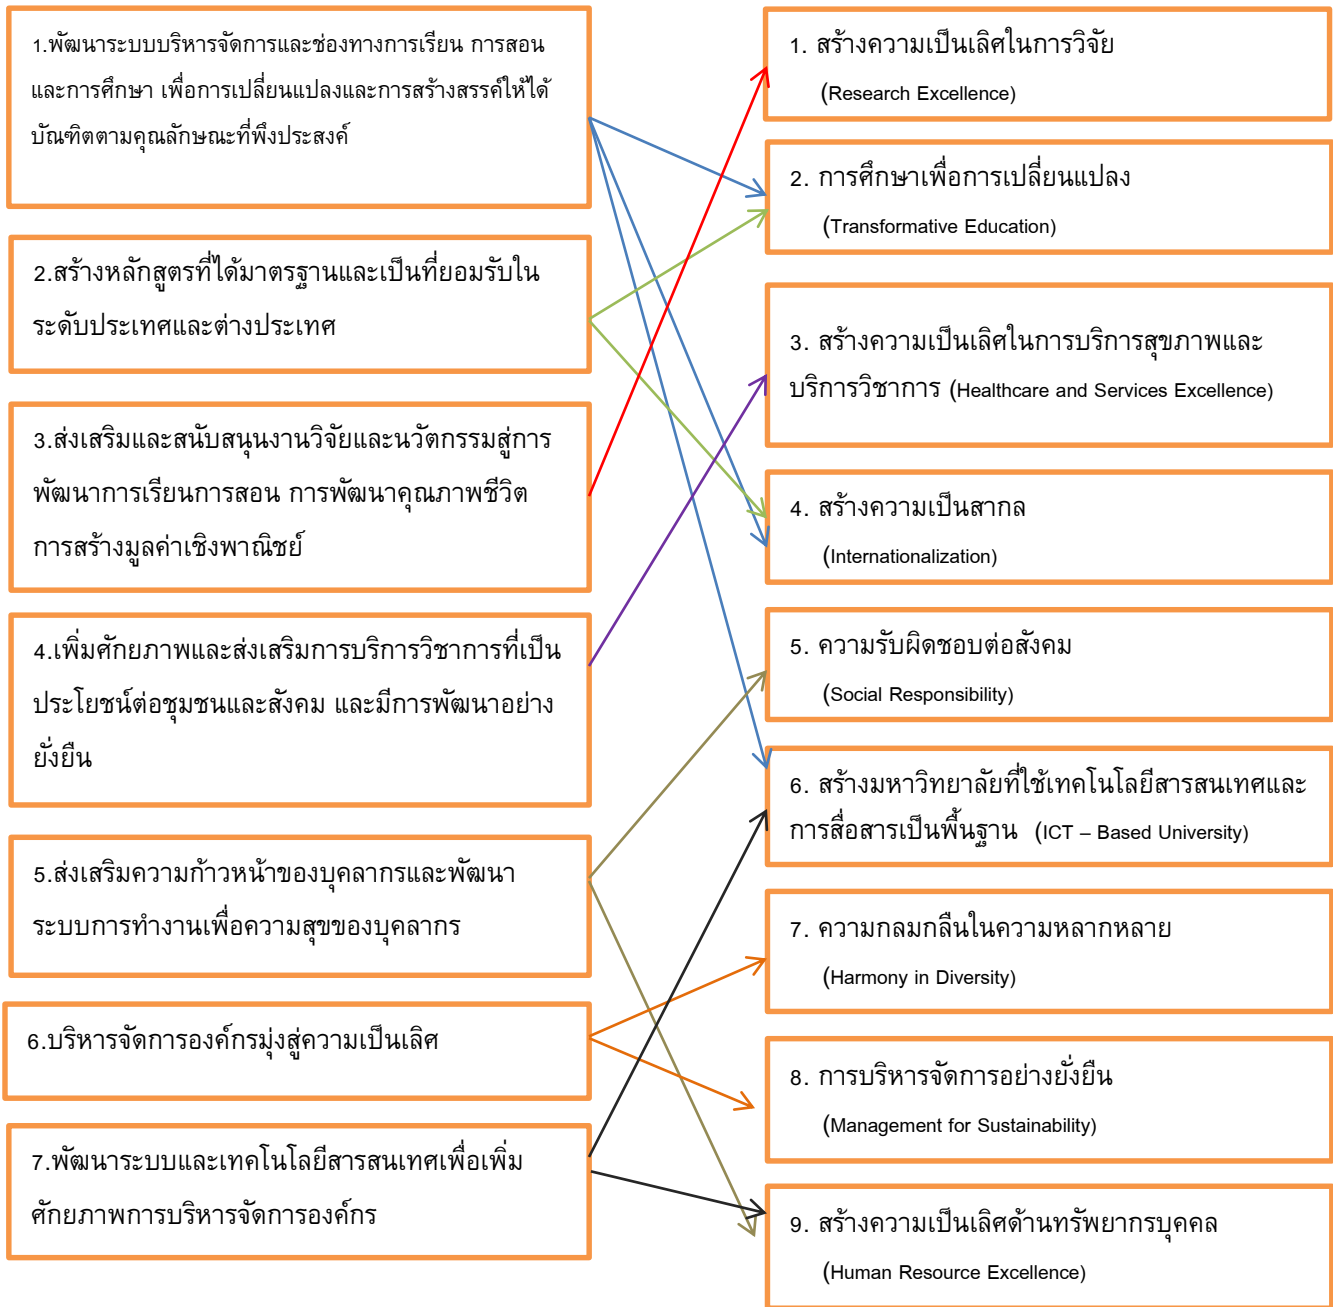 1.พัฒนาระบบบริหารจัดการและช่องทางการเรียน การสอน
และการศึกษา เพื่อการเปลี่ยนแปลงและการสร้างสรรค์ให้ได้
บัณฑิตตามคุณลักษณะที่พึงประสงค์
2.สร้างหลักสูตรที่ได้มาตรฐานและเป็นที่ยอมรับใน
ระดับประเทศและต่างประเทศ
3.ส่งเสริมและสนับสนุนงานวิจัยและนวัตกรรมสู่การ
พัฒนาการเรียนการสอน การพัฒนาคุณภาพชีวิต
การสร้างมูลค่าเชิงพาณิชย์
4.เพิ่มศักยภาพและส่งเสริมการบริการวิชาการที่เป็น
ประโยชน์ต่อชุมชนและสังคม และมีการพัฒนาอย่าง
ยั่งยืน
5.ส่งเสริมความก้าวหน้าของบุคลากรและพัฒนา
ระบบการทำงานเพื่อความสุขของบุคลากร
6.บริหารจัดการองค์กรมุ่งสู่ความเป็นเลิศ
7.พัฒนาระบบและเทคโนโลยีสารสนเทศเพื่อเพิ่ม
ศักยภาพการบริหารจัดการองค์กร
1. สร้างความเป็นเลิศในการวิจัย
(Research Excellence)
2. การศึกษาเพื่อการเปลี่ยนแปลง
(Transformative Education)
3. สร้างความเป็นเลิศในการบริการสุขภาพและ
บริการวิชาการ (Healthcare and Services Excellence)
4. สร้างความเป็นสากล
(Internationalization)
5. ความรับผิดชอบต่อสังคม
(Social Responsibility)
6. สร้างมหาวิทยาลัยที่ใช้เทคโนโลยีสารสนเทศและ
การสื่อสารเป็นพื้นฐาน (ICT – Based University)
7. ความกลมกลืนในความหลากหลาย
(Harmony in Diversity)
8. การบริหารจัดการอย่างยั่งยืน
(Management for Sustainability)
9. สร้างความเป็นเลิศด้านทรัพยากรบุคคล
(Human Resource Excellence)